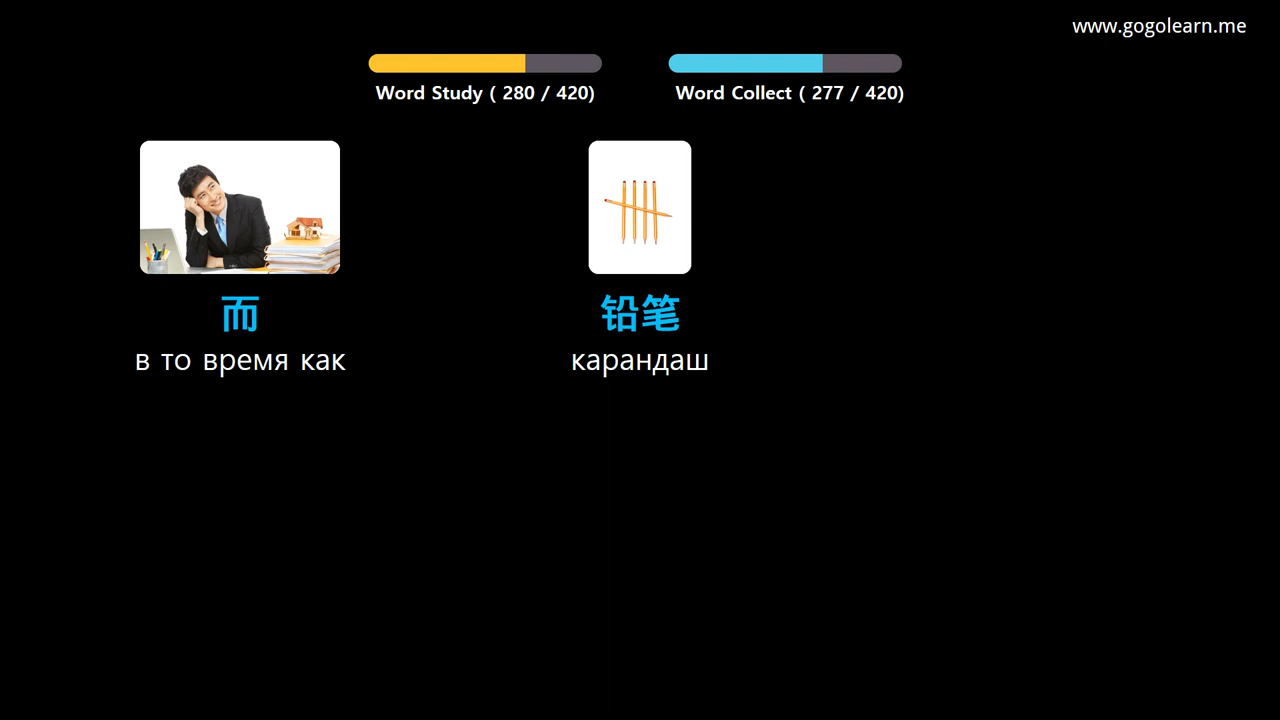 www.gogolearn.me
Word Study ( 280 / 420)
Word Collect ( 277 / 420)
而
в то время как
铅笔
карандаш